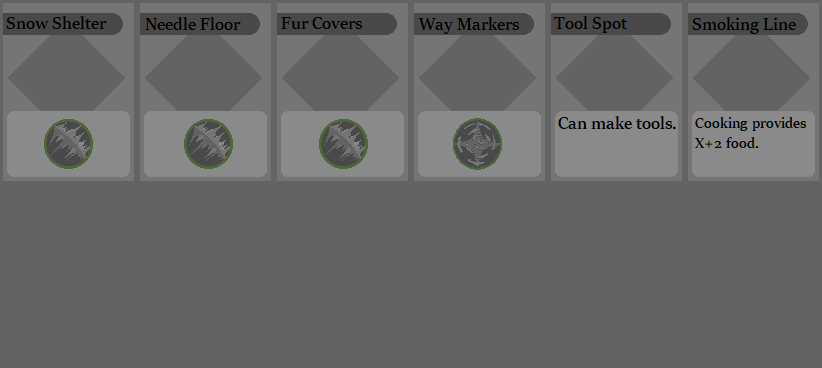 Snow Shelter
Needle Floor
Fur Covers
Way Markers
Tool Spot
Can make tools.
Smoking Line
Cooking provides
X+2 food.